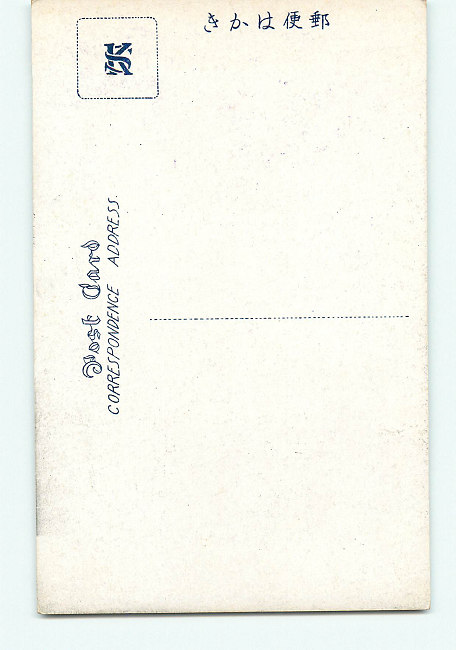 きかは便郵
Post Card
CORRESPONDENCE ADDRESS.